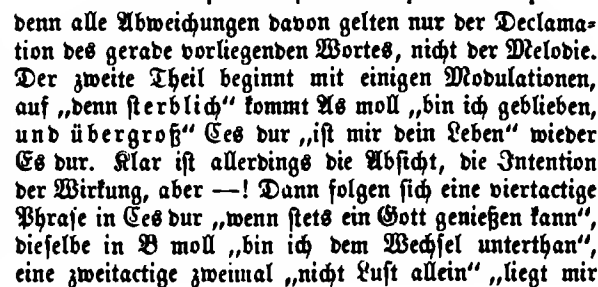 denn alle Abweichungen davon gelten nur der Declama-
tion des gerade vorliegenden Wortes, nicht der Melodie.
Der zweite Theil beginnt mit einigen Modulationen,
auf „denn sterblich“ kommt As moll „bin ich geblieben,
und übergroß“ Ces dur „ist mir dein Leben“ wieder
Es dur. Klar ist allerdings die Absicht, die Intention
der Wirkung, aber —! Dann folgen sich eine viertactige
Phrase in Ces dur „wenn stets ein Gott genießen kann“,
dieselbe in B moll „bin ich dem Wechsel unterthan“,
eine zweitactige zweimal „nicht Lust allein“ „liegt mir